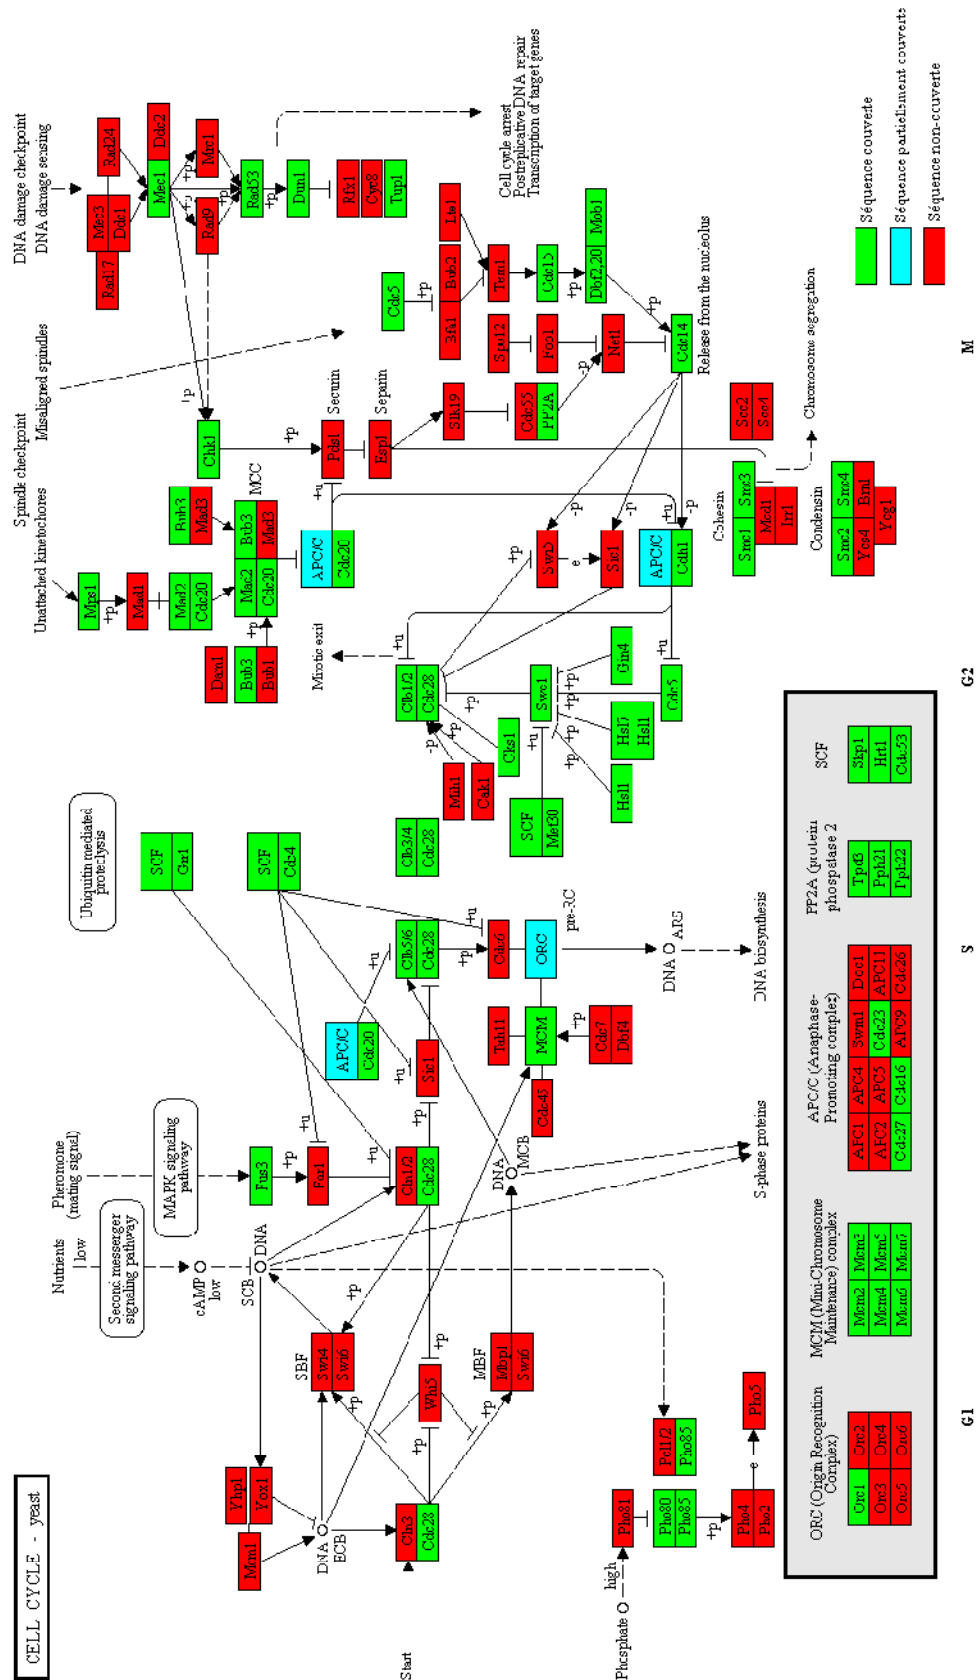 CELL CYCLE - yeast
Nutrients
low
Second messerger
signaling pathway
cAMP
low
Pheromone
(mating signal)
MAPK signaling
pathway
Fus3
+p
Far1
Ubiquitin mediated
proteolysis
SCF
Grr1
SCF
Cdc4
+u
+u
+u
+u
Yhp1
Yox1
Mcm1
DNA
ECB
SCB
DNA
SBF
Swi4
Swi6
+p
+p
Start
Cln3
Cdc28
+p
+p
Whi5
+p
MBF
Mbp1
Swi6
DNA
MCB
Cln1/2
Cdc28
+p
Sic1
APC/C
Cdc20
+u
Clb5/6
Cdc28
+p
Cdc6
Tah11
Cdc45
MCM
ORC
pre-RC
+p
Cdc7
Dbf4
DNA
ARS
DNA biosynthesis
S-phase proteins
Pcl1/2
Pho85
Phosphate
high
Pho81
Pho80
Pho85
+p
Pho4
Pho2
e
Pho5
Spindle checkpoint
Unattached kinetochores
Misaligned spindles
Mps1
+p
Mad1
Mad2
Cdc20
Dam1
Bub3
Bub1
+p
Bub3
Mad3
Bub3
Mad3
Cdc20
MCC
APC/C
Cdc20
+u
Mitotic exit
+u
Clb1/2
Cdc28
Clb3/4
Cdc28
Mih1
-p
Cak1
+p
Cks1
+p
+p
Swi5
e
Sic1
-p
-p
-p
+u
APC/C
Cdh1
+u
Cdc5
Swe1
SCF
Met30
+u
Hsl1
+p
Hsl7
Hsl1
+p
+p
Gin4
+p
DNA damage checkpoint
DNA damage sensing
Rad17
Mec3
Ddc1
Rad24
Mec1
Ddc2
+p
+p
+p
Rad9
Mrc1
Rad53
+p
Dun1
Rfx1
Cyc8
Tup1
Cell cycle arrest
Postreplicative DNA repair
Transcription of target genes
+p
Chk1
+p
Pds1
Securin
Esp1
Separin
Slk19
Cdc55
PP2A
-p
Spo12
Fob1
Net1
Cdc5
+p
Bfa1
Bub2
Lte1
Tem1
Cdc15
+p
Dbf2,20
Mob1
+p
Cdc14
Release from the nucleolus
Cohesin
Smc1
Smc3
Mcd1
Irr1
Scc2
Scc4
Condensin
Smc2
Smc4
Ycs4
Brn1
Ycg1
Chromosome segregation
ORC (Origin Recognition
Complex)
Orc1
Orc2
Orc3
Orc4
Orc5
Orc6
MCM (Mini-Chromosome
Maintenance) complex
Mcm2
Mcm3
Mcm4
Mcm5
Mcm6
Mcm7
APC/C (Anaphase-
Promoting complex)
APC1
APC4
Swm1
Doc1
APC2
APC5
Cdc23
APC11
Cdc27
Cdc16
APC9
Cdc26
PP2A (protein
phospatase 2
Tpd3
Pph21
Pph22
SCF
Skp1
Hrt1
Cdc53
Séquence couverte
Séquence partiellement couverte
Séquence non-couverte
G1
S
G2
M